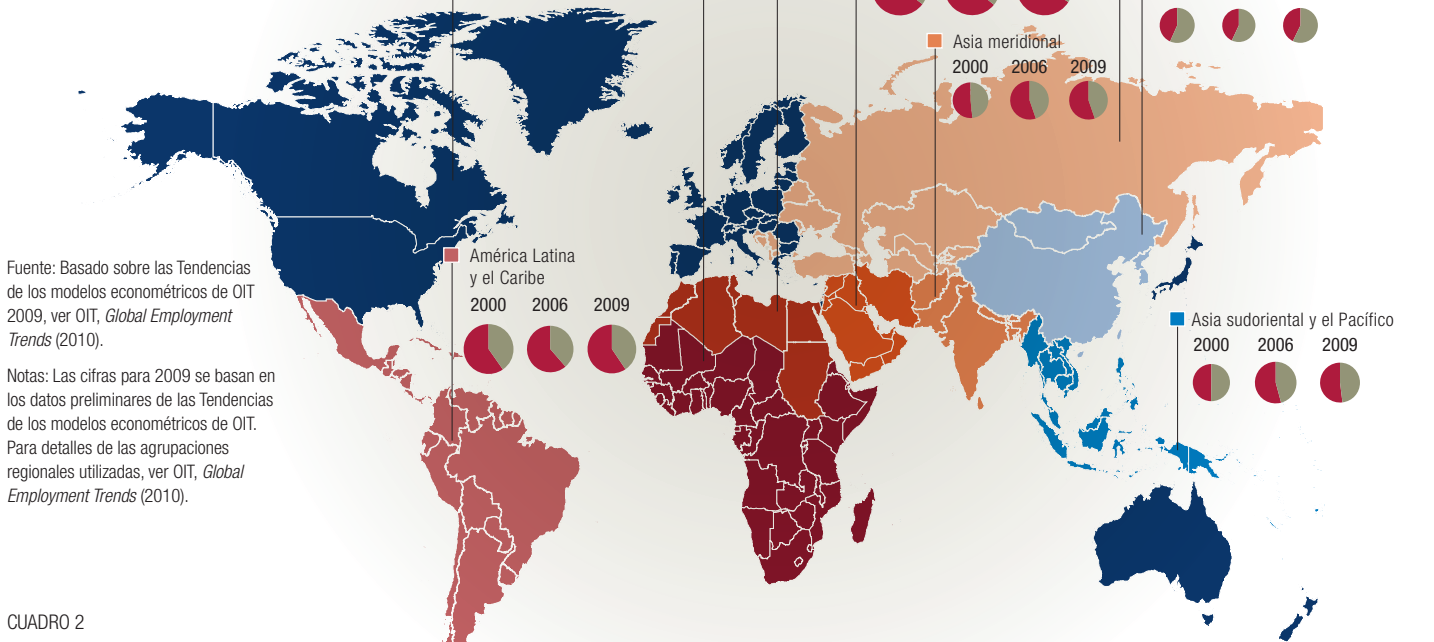 Asia meridional
2000 2006 2009
América Latina
y el Caribe
2000 2006 2009
Fuente: Basado sobre las Tendencias
de los modelos econométricos de OIT
2009, ver OIT, Global Employment
Trends (2010).
Notas: Las cifras para 2009 se basan en
los datos preliminares de las Tendencias
de los modelos econométricos de OIT.
Para detalles de las agrupaciones
regionales utilizadas, ver OIT, Global
Employment Trends (2010).
Asia sudoriental y el Pacífico
2000 2006 2009
CUADRO 2